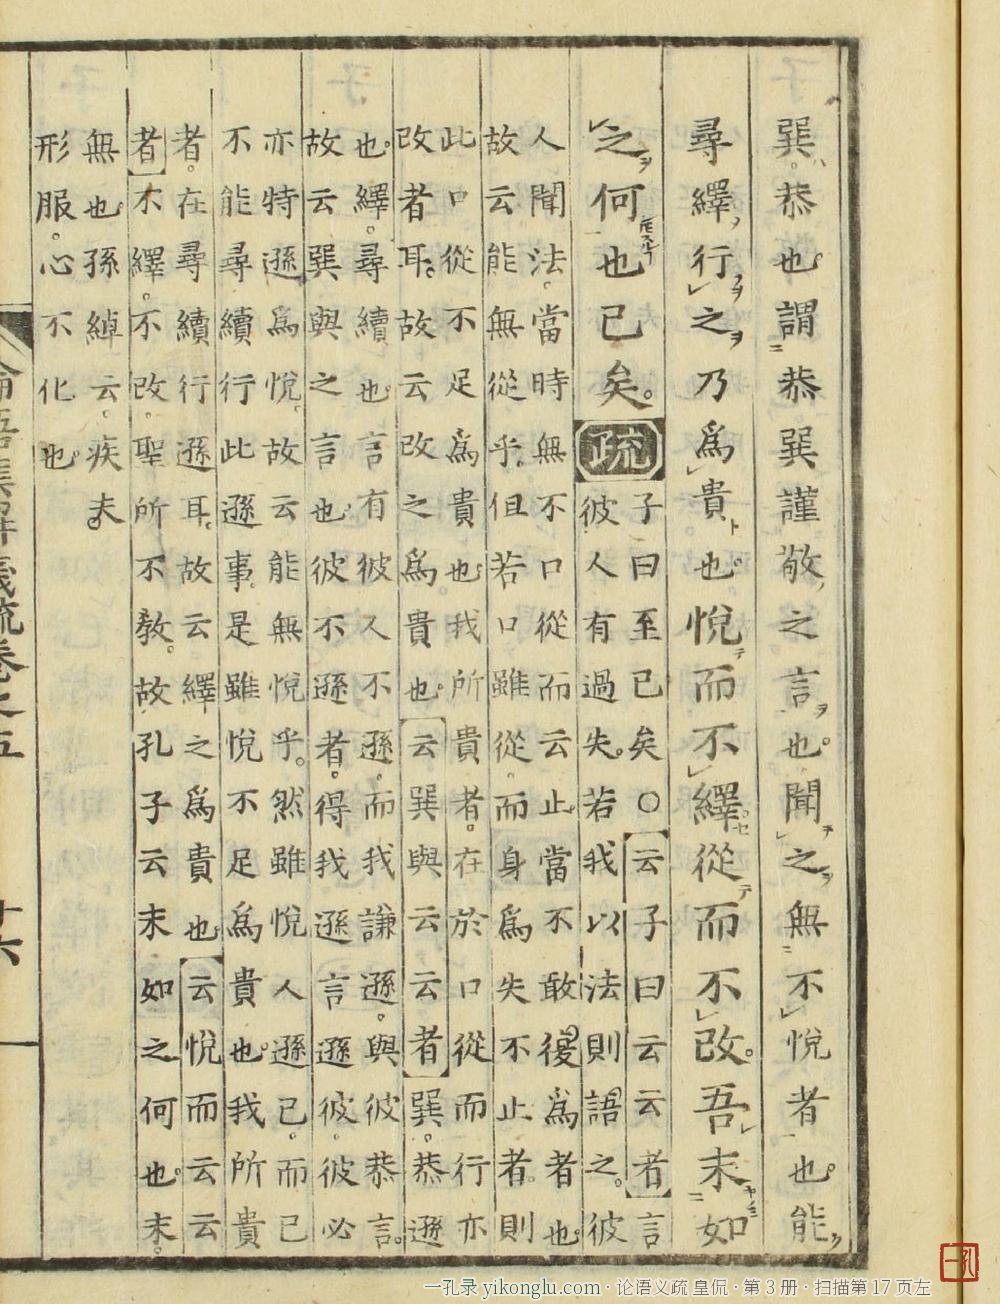 巽。恭也。謂恭巽謹敬之言也。聞之無不悅者也。能
尋繹行之乃爲貴也。悅而不繹從而不改。吾末如
之何也已矣。疏
子曰至已矣〇[云子曰云云者]言
彼人有過失。若我以法則語之。彼
人聞法。當時無不口從而云止當不敢復爲者也。
故云能無從乎。但若口雖從。而身爲失不止者。則
此口從不足爲貴也。我所貴者。在於口從而行亦
改者耳。故云改之爲貴也。[云巽與云云者]巽。恭遜
也。繹。尋續也。言有彼人不遜。而我謙遜。與彼恭言。
故云巽與之言也。彼不遜者。得我遜言遜彼。彼必
亦特遜爲悅。故云能無悅乎。然雖悅人遜己。而己
不能尋續行此遜事。是雖悅不足爲貴也。我所貴
者。在尋續行遜耳。故云繹之爲貴也。[云悅而云云
者]不繹。不改。聖所不敎。故孔子云末如之何也。末。
無也。孫綽云。疾夫。
形服。心不化也。
論語集解義疏卷之五 十六
一孔
一孔录 yikonglu.com · 论语义疏 皇侃 · 第 3 册 · 扫描第 17 页左